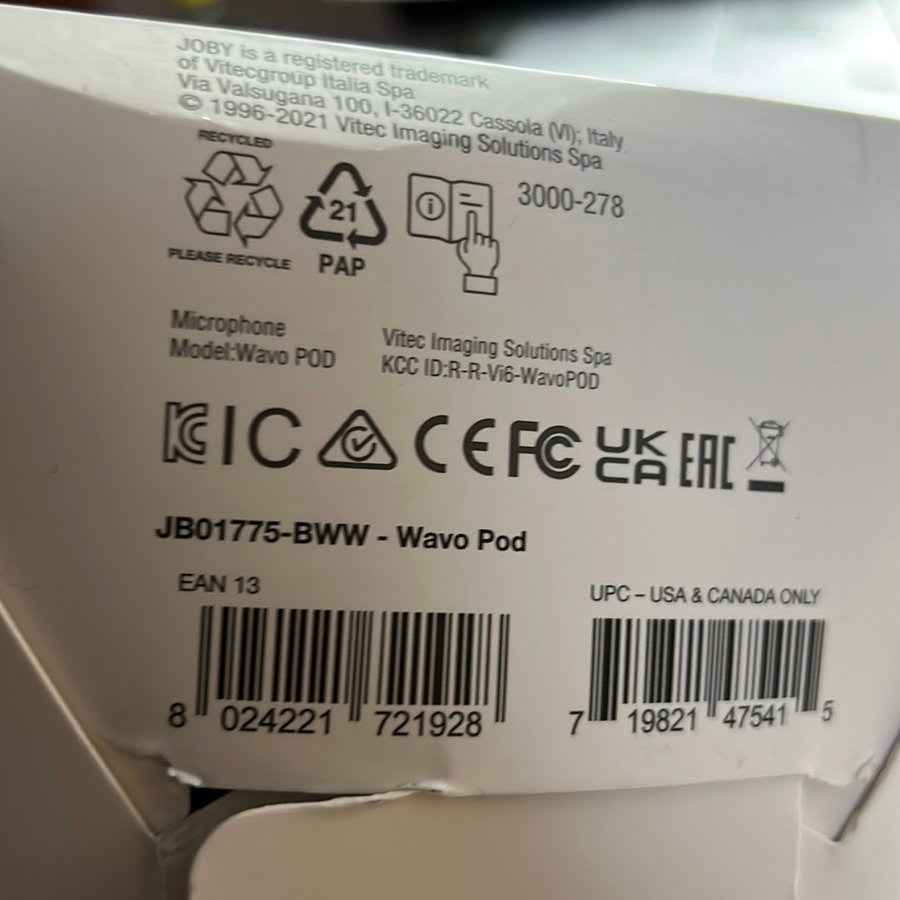 JOBY is a registered trademark
of Vitecgroup Italia Spa
Via Valsugana 100, I-36022 Cassola (VI); Italy
© 1996-2021 Vitec Imaging Solutions Spa
RECYCLED
PLEASE RECYCLE
21
PAP
3000-278
Microphone
Model:Wavo POD
Vitec Imaging Solutions Spa
KCC ID:R-R-Vi6-WavoPOD
KC IC CE FC UKCA EAC
JB01775-BWW - Wavo Pod
EAN 13
8 024221 721928
UPC – USA & CANADA ONLY
7 19821 47541 5